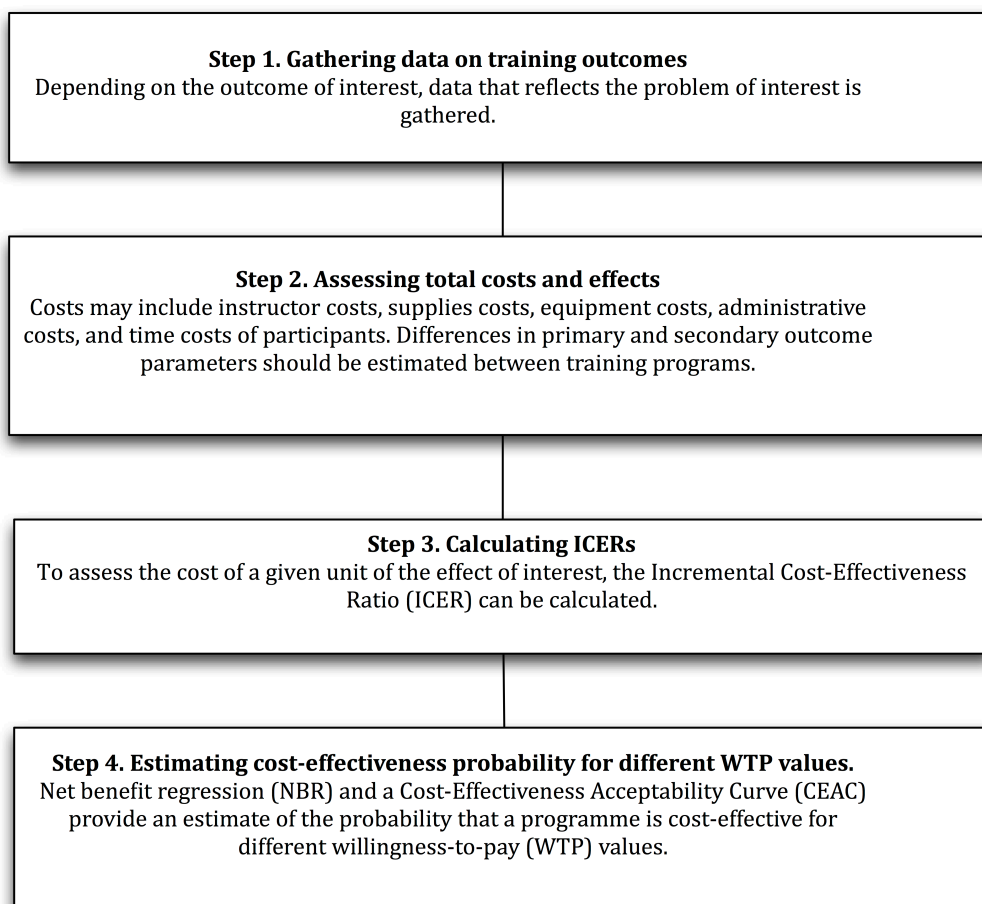 Step 1. Gathering data on training outcomes
Depending on the outcome of interest, data that reflects the problem of interest is
gathered.
Step 2. Assessing total costs and effects
Costs may include instructor costs, supplies costs, equipment costs, administrative
costs, and time costs of participants. Differences in primary and secondary outcome
parameters should be estimated between training programs.
Step 3. Calculating ICERs
To assess the cost of a given unit of the effect of interest, the Incremental Cost-Effectiveness
Ratio (ICER) can be calculated.
Step 4. Estimating cost-effectiveness probability for different WTP values.
Net benefit regression (NBR) and a Cost-Effectiveness Acceptability Curve (CEAC)
provide an estimate of the probability that a programme is cost-effective for
different willingness-to-pay (WTP) values.